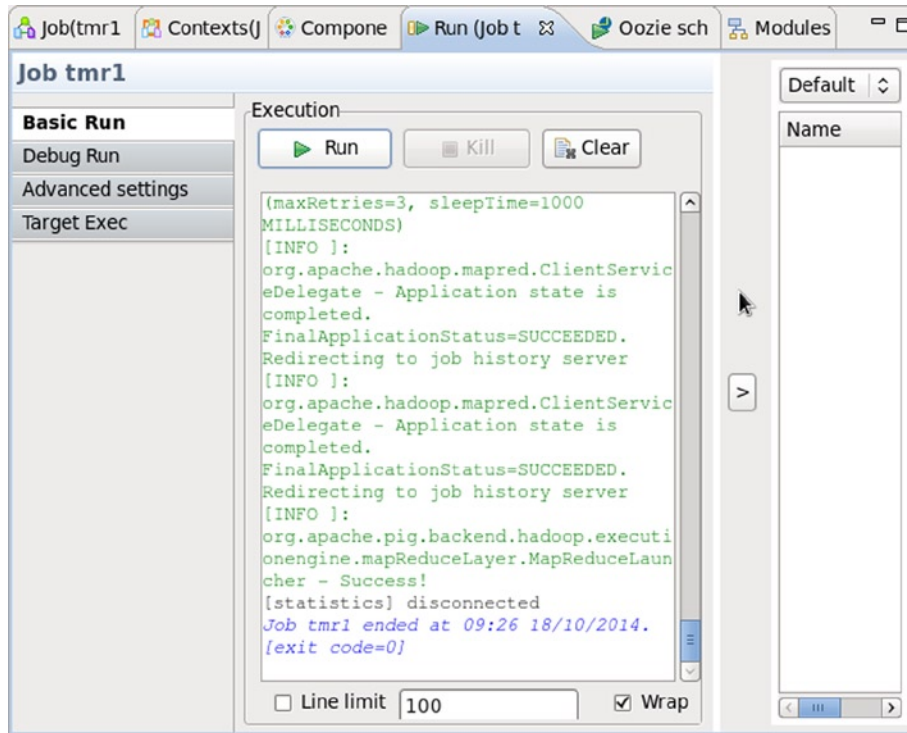 Job(tmr1
Contexts(J
Compone
Run (Job t
Oozie sch
Modules
Job tmr1
Default
Basic Run
Debug Run
Advanced settings
Target Exec
Execution
Run
Kill
Clear
Name
(maxRetries=3, sleepTime=1000
MILLISECONDS)
[INFO ]:
org.apache.hadoop.mapred.ClientServic
eDelegate - Application state is
completed.
FinalApplicationStatus=SUCCEEDED.
Redirecting to job history server
[INFO ]:
org.apache.hadoop.mapred.ClientServic
eDelegate - Application state is
completed.
FinalApplicationStatus=SUCCEEDED.
Redirecting to job history server
[INFO ]:
org.apache.pig.backend.hadoop.executi
onengine.mapReduceLayer.MapReduceLaun
cher - Success!
[statistics] disconnected
Job tmr1 ended at 09:26 18/10/2014.
[exit code=0]
>
Line limit
100
Wrap